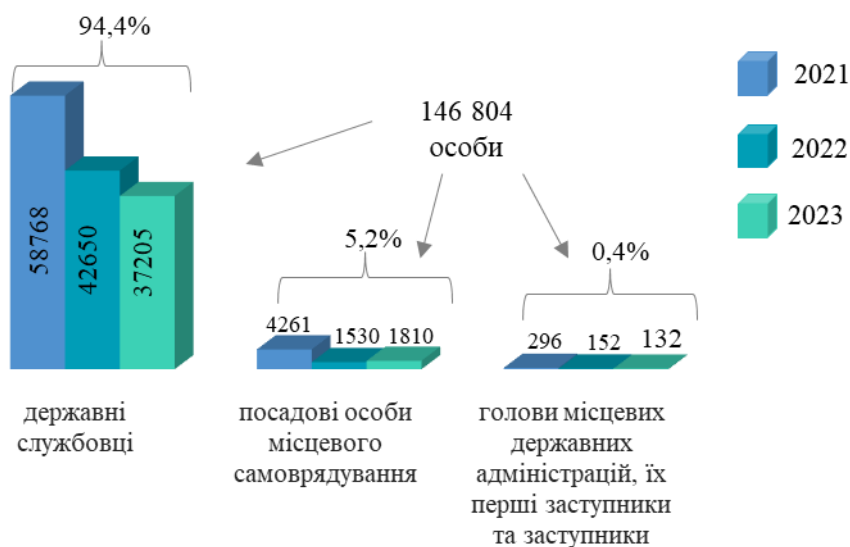 94,4%
146 804
особи
2021
2022
2023
58768
42650
37205
5,2%
4261
1530
1810
0,4%
296
152
132
державні
службовці
посадові особи
місцевого
самоврядування
голови місцевих
державних
адміністрацій, їх
перші заступники
та заступники